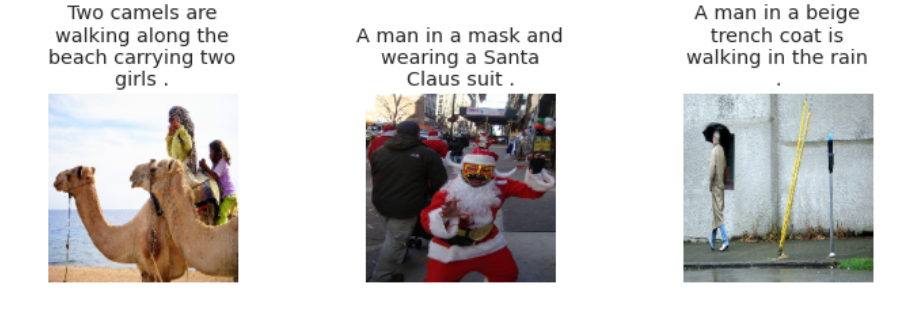 Two camels are
walking along the
beach carrying two
girls .
A man in a mask and
wearing a Santa
Claus suit .
A man in a beige
trench coat is
walking in the rain
.